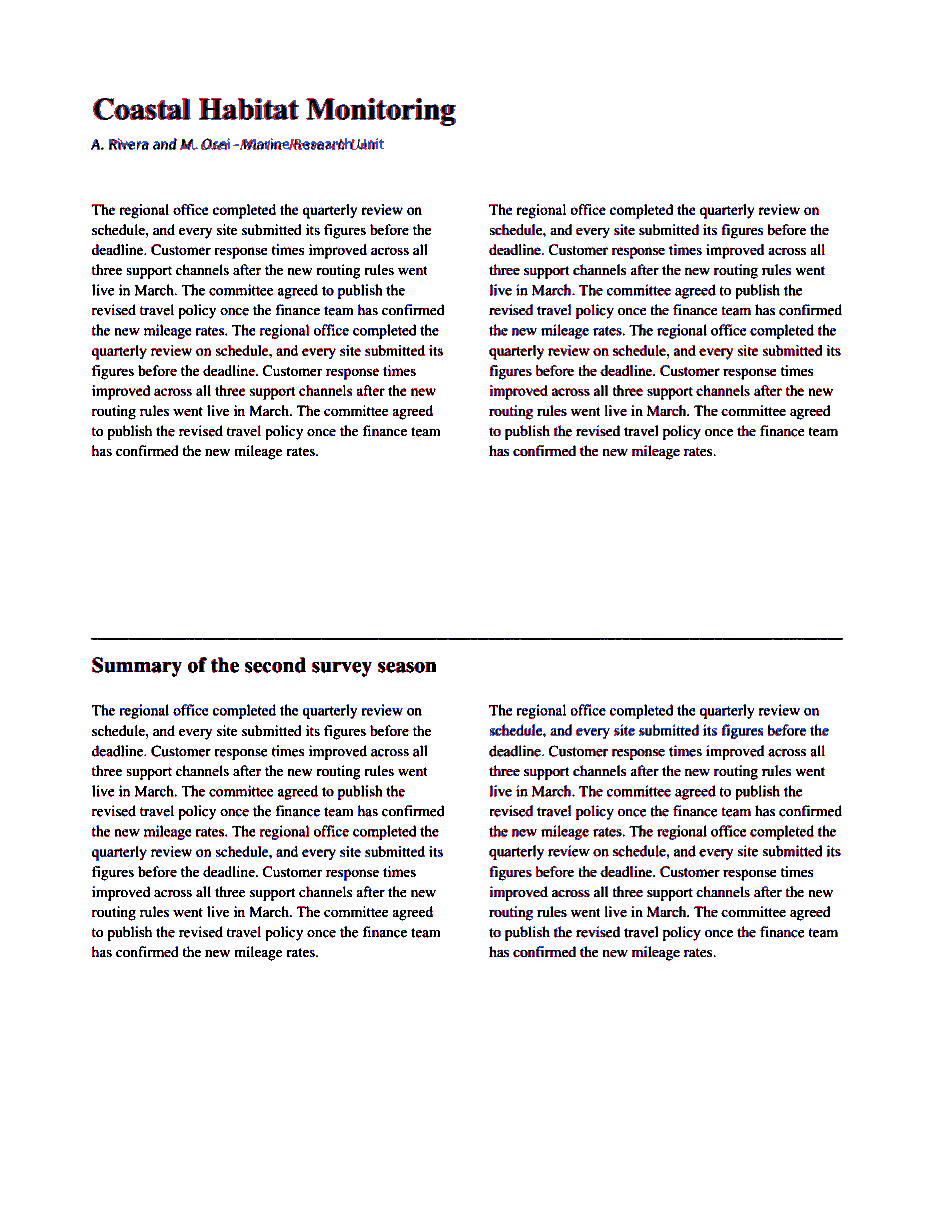 Coastal Habitat Monitoring
A. Rivera and M. Osei - Marine Research Unit
The regional office completed the quarterly review on
schedule, and every site submitted its figures before the
deadline. Customer response times improved across all
three support channels after the new routing rules went
live in March. The committee agreed to publish the
revised travel policy once the finance team has confirmed
the new mileage rates. The regional office completed the
quarterly review on schedule, and every site submitted its
figures before the deadline. Customer response times
improved across all three support channels after the new
routing rules went live in March. The committee agreed
to publish the revised travel policy once the finance team
has confirmed the new mileage rates.
The regional office completed the quarterly review on
schedule, and every site submitted its figures before the
deadline. Customer response times improved across all
three support channels after the new routing rules went
live in March. The committee agreed to publish the
revised travel policy once the finance team has confirmed
the new mileage rates. The regional office completed the
quarterly review on schedule, and every site submitted its
figures before the deadline. Customer response times
improved across all three support channels after the new
routing rules went live in March. The committee agreed
to publish the revised travel policy once the finance team
has confirmed the new mileage rates.
Summary of the second survey season
The regional office completed the quarterly review on
schedule, and every site submitted its figures before the
deadline. Customer response times improved across all
three support channels after the new routing rules went
live in March. The committee agreed to publish the
revised travel policy once the finance team has confirmed
the new mileage rates. The regional office completed the
quarterly review on schedule, and every site submitted its
figures before the deadline. Customer response times
improved across all three support channels after the new
routing rules went live in March. The committee agreed
to publish the revised travel policy once the finance team
has confirmed the new mileage rates.
The regional office completed the quarterly review on
schedule, and every site submitted its figures before the
deadline. Customer response times improved across all
three support channels after the new routing rules went
live in March. The committee agreed to publish the
revised travel policy once the finance team has confirmed
the new mileage rates. The regional office completed the
quarterly review on schedule, and every site submitted its
figures before the deadline. Customer response times
improved across all three support channels after the new
routing rules went live in March. The committee agreed
to publish the revised travel policy once the finance team
has confirmed the new mileage rates.